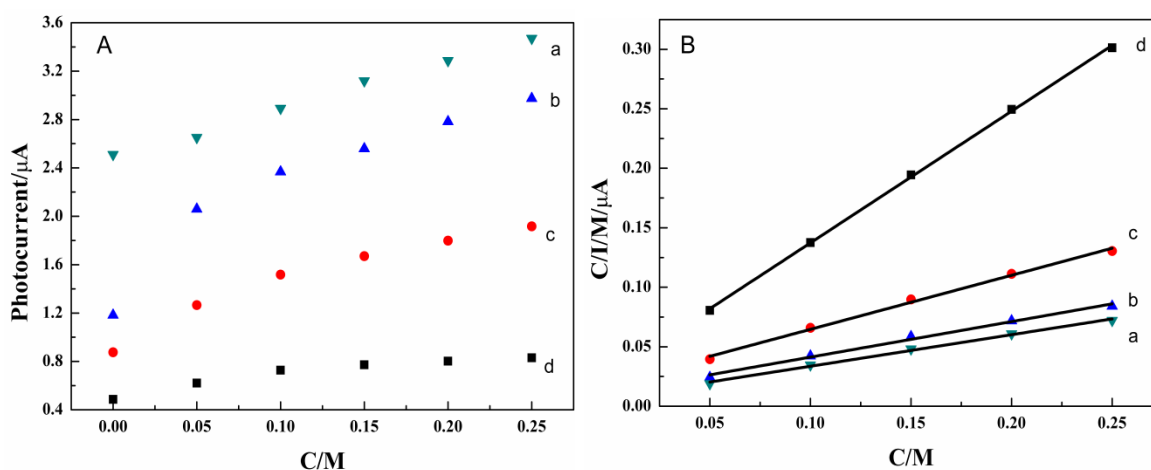 A
3.6
3.2
2.8
2.4
2.0
1.6
1.2
0.8
0.4
Photocurrent/μA
a
b
c
d
0.00 0.05 0.10 0.15 0.20 0.25
C/M
B
0.30
0.25
0.20
0.15
0.10
0.05
0.00
C/I/M/μA
d
c
b
a
0.05 0.10 0.15 0.20 0.25
C/M